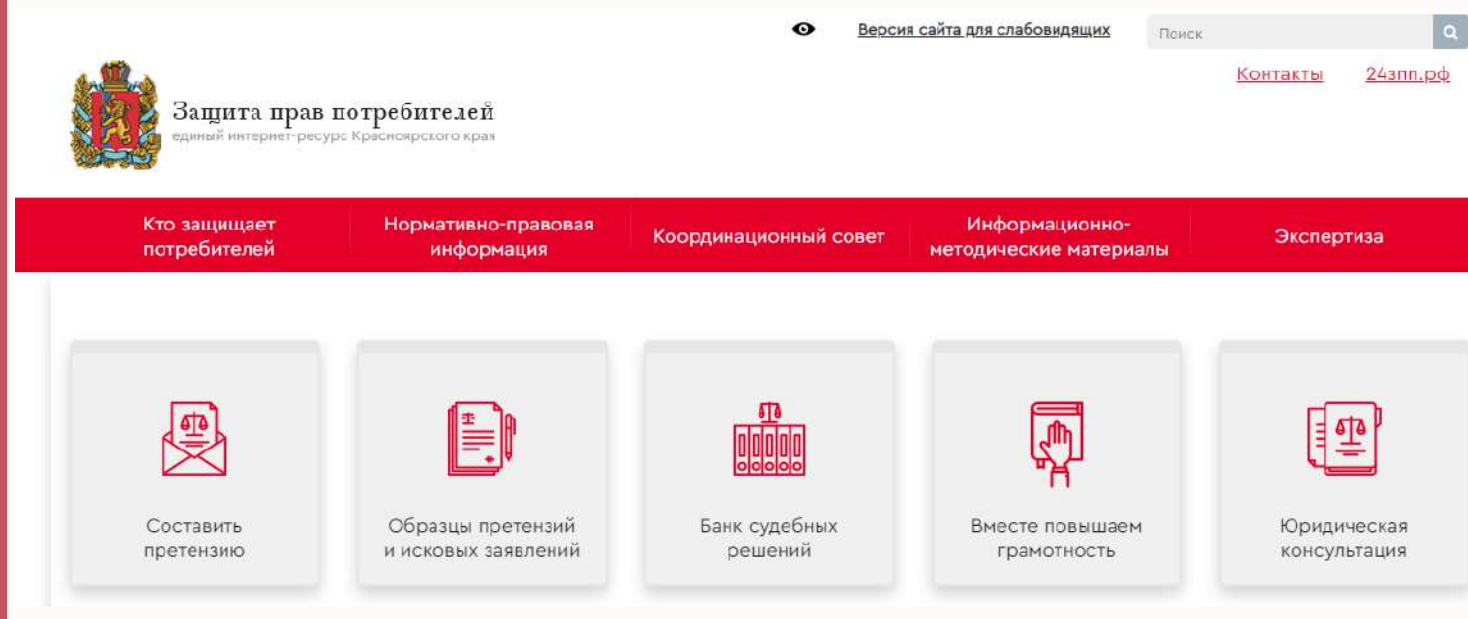 Версия сайта для слабовидящих
Поиск
Контакты 24зпп.рф
Защита прав потребителей
единый интернет-ресурс Красноярского края
Кто защищает
потребителей
Нормативно-правовая
информация
Координационный совет
Информационно-
методические материалы
Экспертиза
Составить
претензию
Образцы претензий
и исковых заявлений
Банк судебных
решений
Вместе повышаем
грамотность
Юридическая
консультация